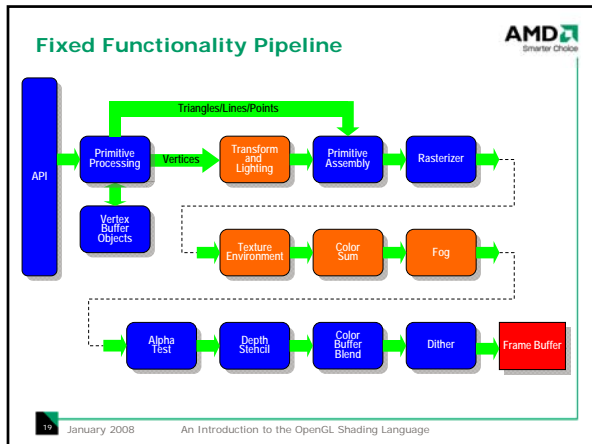 Fixed Functionality Pipeline
AMD
Smarter Choice
Triangles/Lines/Points
API
Primitive
Processing
Vertices
Transform
and
Lighting
Primitive
Assembly
Rasterizer
Vertex
Buffer
Objects
Texture
Environment
Color
Sum
Fog
Alpha
Test
Depth
Stencil
Color
Buffer
Blend
Dither
Frame Buffer
19
January 2008
An Introduction to the OpenGL Shading Language